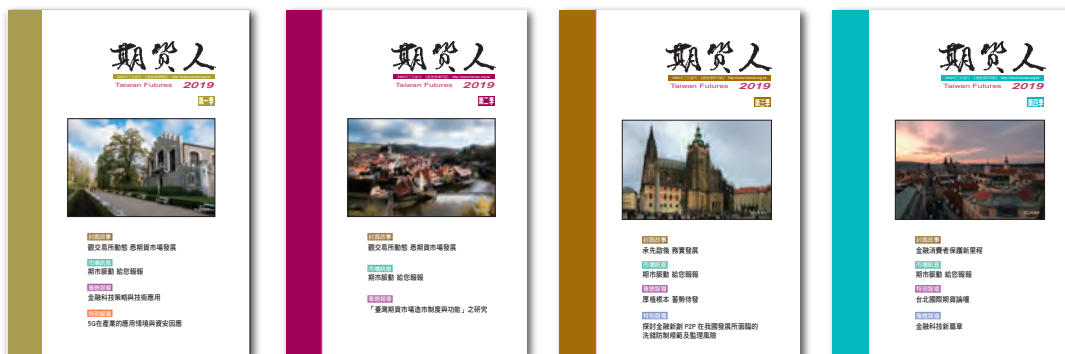 期貨人
Taiwan Futures 2019
第一季
封面故事
觀交易所動態 悉期貨市場發展
市場訊息
期市脈動 給您報報
專題報導
金融科技策略與技術應用
特別報導
5G在產業的應用情境與資安因應
期貨人
Taiwan Futures 2019
第二季
封面故事
觀交易所動態 悉期貨市場發展
市場訊息
期市脈動 給您報報
專題報導
「臺灣期貨市場造市制度與功能」之研究
期貨人
Taiwan Futures 2019
第三季
封面故事
承先啟後 務實發展
市場訊息
期市脈動 給您報報
專題報導
厚植根本 蓄勢待發
特別報導
探討金融新創 P2P 在我國發展所面臨的
洗錢防制規範及監理風險
期貨人
Taiwan Futures 2019
第四季
封面故事
金融消費者保護新里程
市場訊息
期市脈動 給您報報
特別報導
台北國際期貨論壇
專題報導
金融科技新篇章